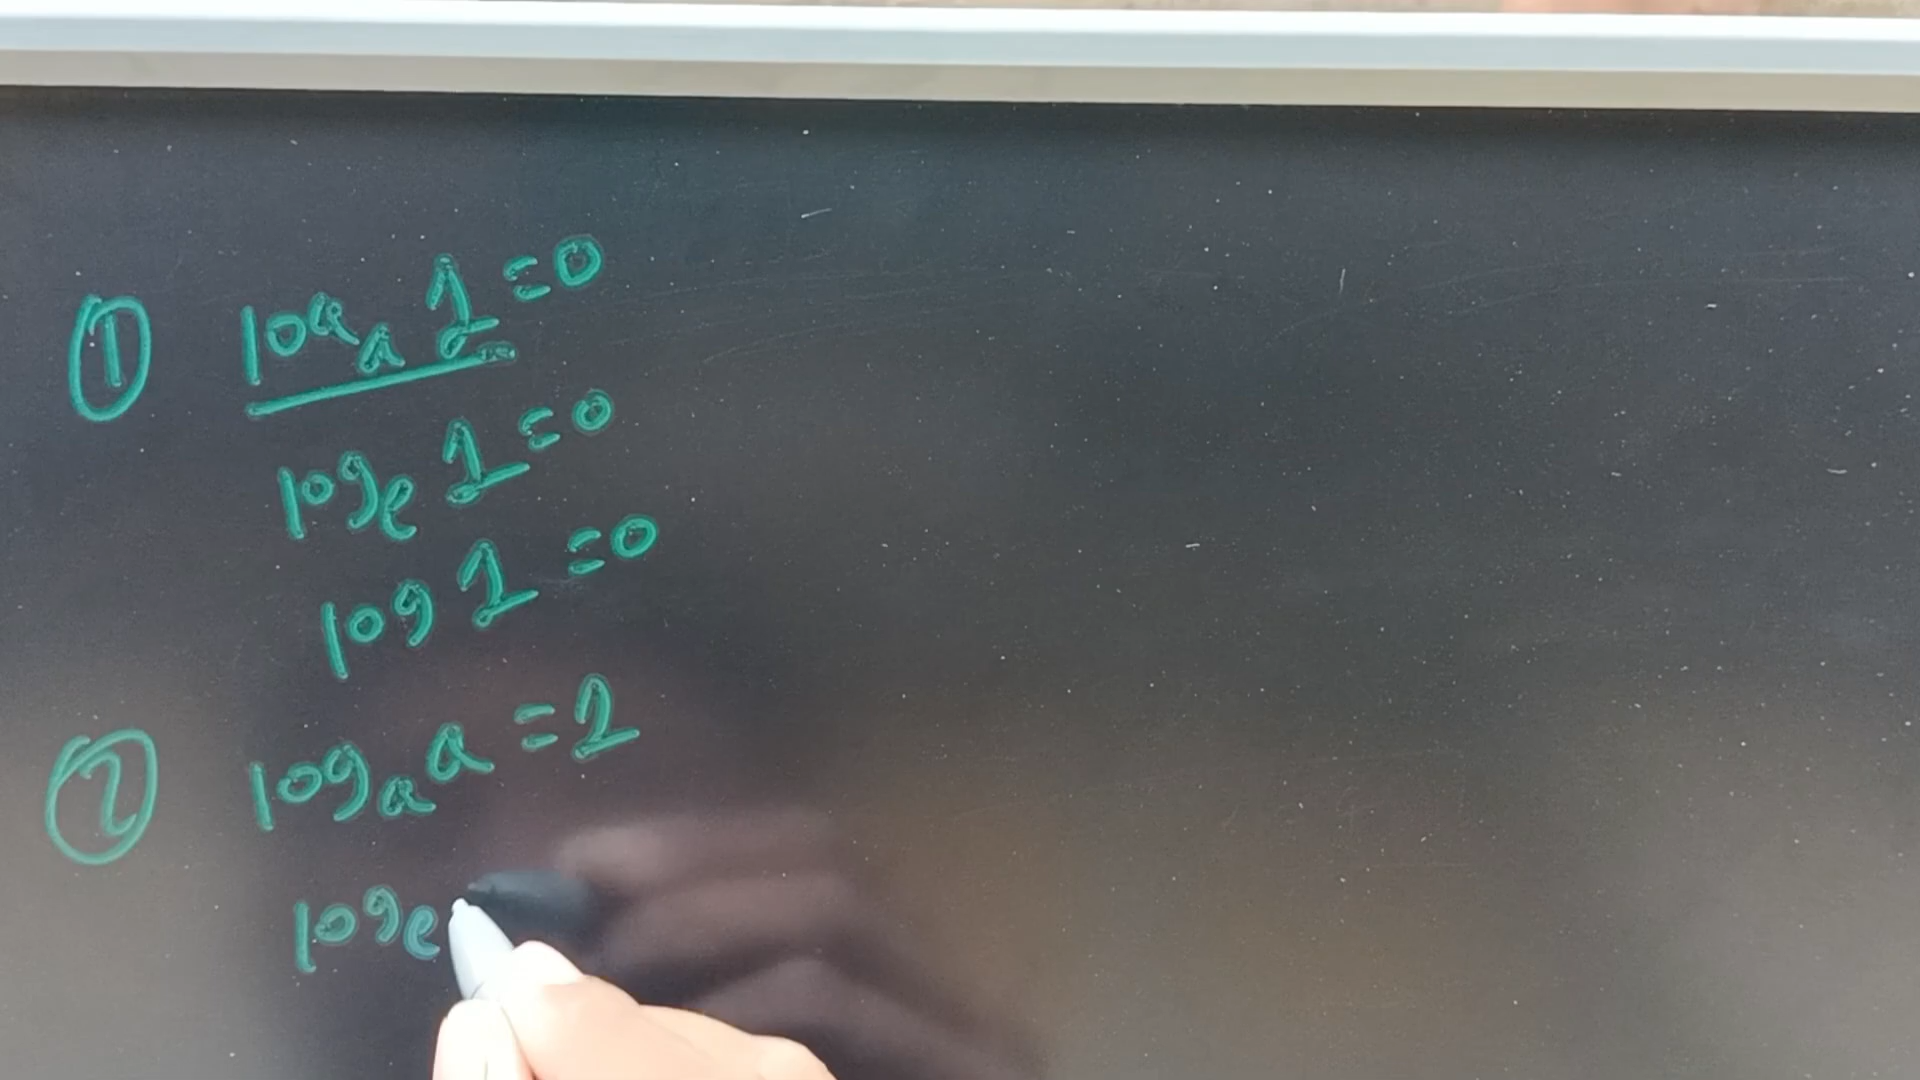 ① logₐ 1 = 0
logₑ 1 = 0
log 1 = 0
② logₐ a = 1
logₑ